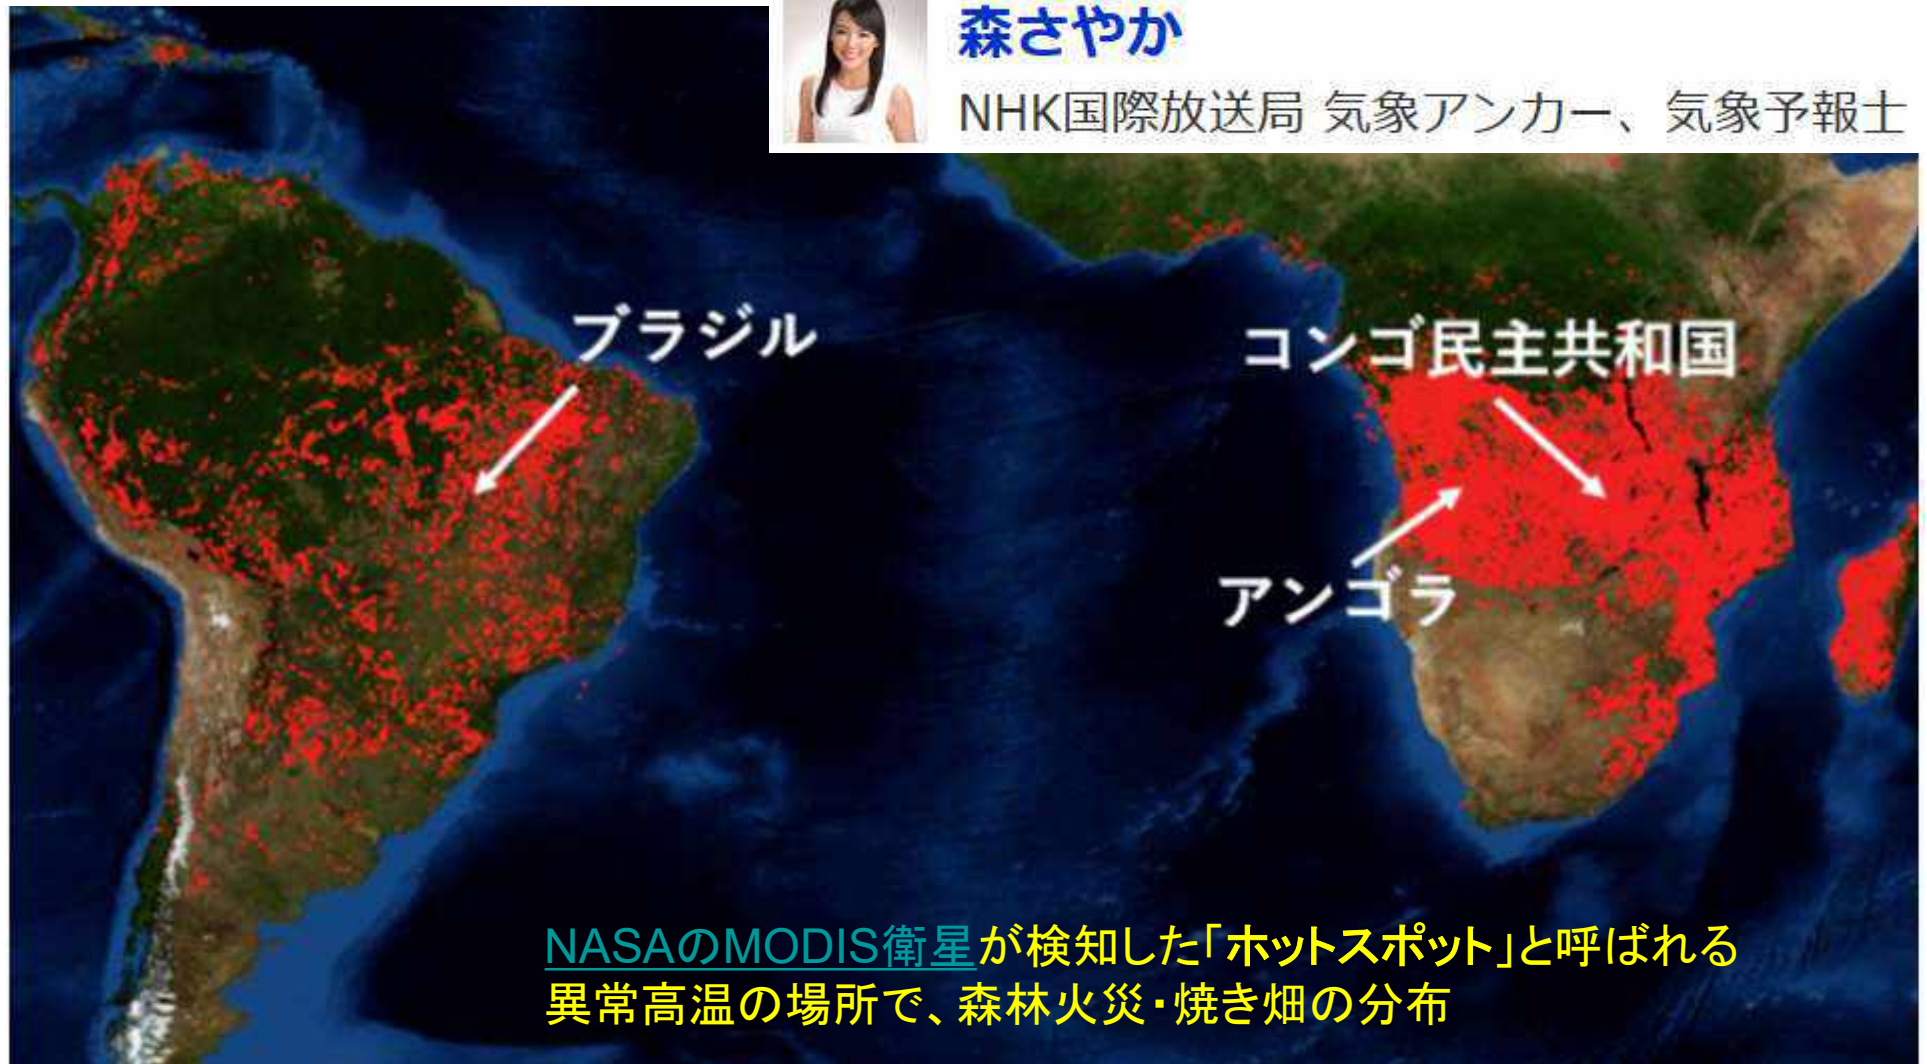 森さやか
NHK国際放送局 気象アンカー、気象予報士
ブラジル
コンゴ民主共和国
アンゴラ
NASAのMODIS衛星が検知した「ホットスポット」と呼ばれる
異常高温の場所で、森林火災・焼き畑の分布